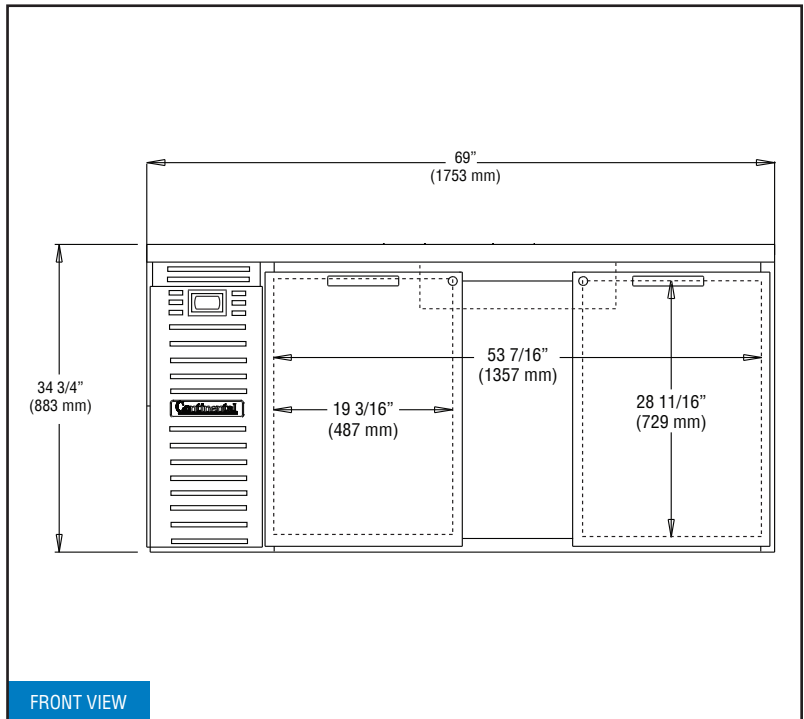 69”
(1753 mm)
34 3/4”
(883 mm)
53 7/16”
(1357 mm)
19 3/16”
(487 mm)
28 11/16”
(729 mm)
Continental
FRONT VIEW